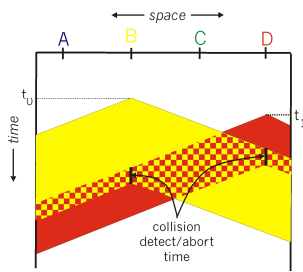 space
A B C D
t0
t1
time
collision
detect/abort
time